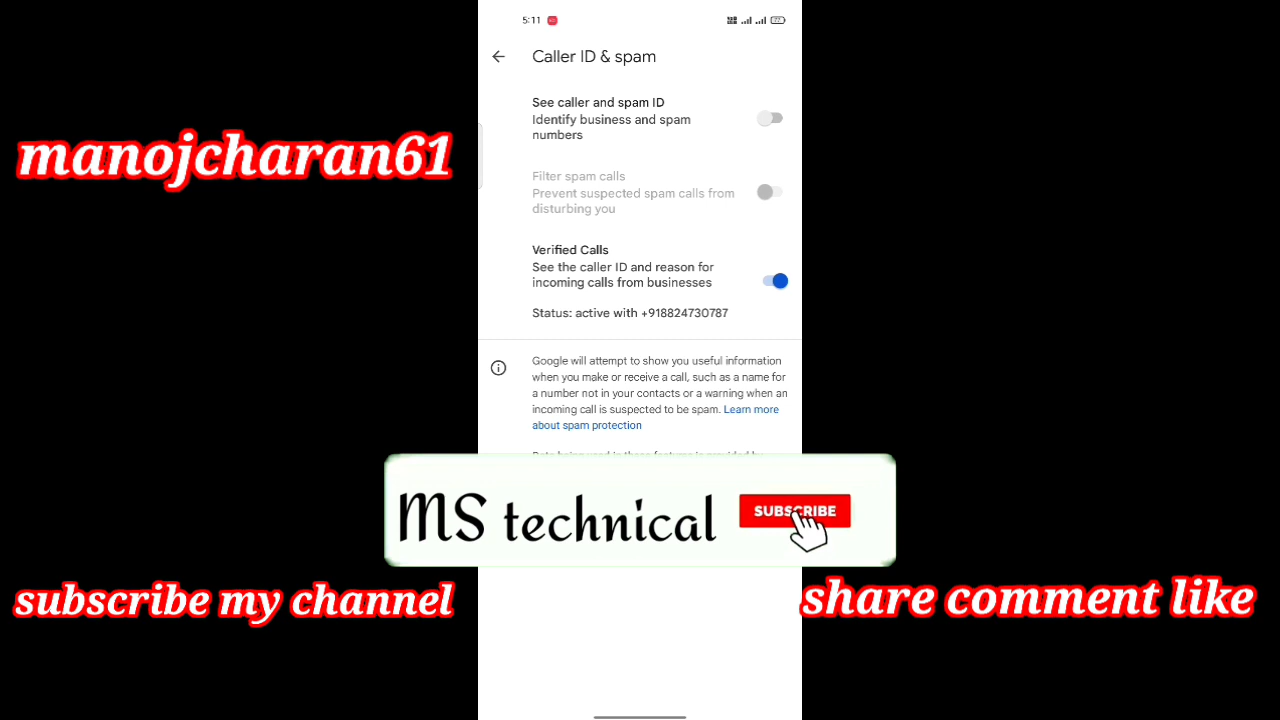 5:11
Caller ID & spam
See caller and spam ID
Identify business and spam
numbers
Filter spam calls
Prevent suspected spam calls from
disturbing you
Verified Calls
See the caller ID and reason for
incoming calls from businesses
Status: active with +918824730787
Google will attempt to show you useful information
when you make or receive a call, such as a name for
a number not in your contacts or a warning when an
incoming call is suspected to be spam. Learn more
about spam protection
manojcharan61
MS technical
SUBSCRIBE
subscribe my channel
share comment like